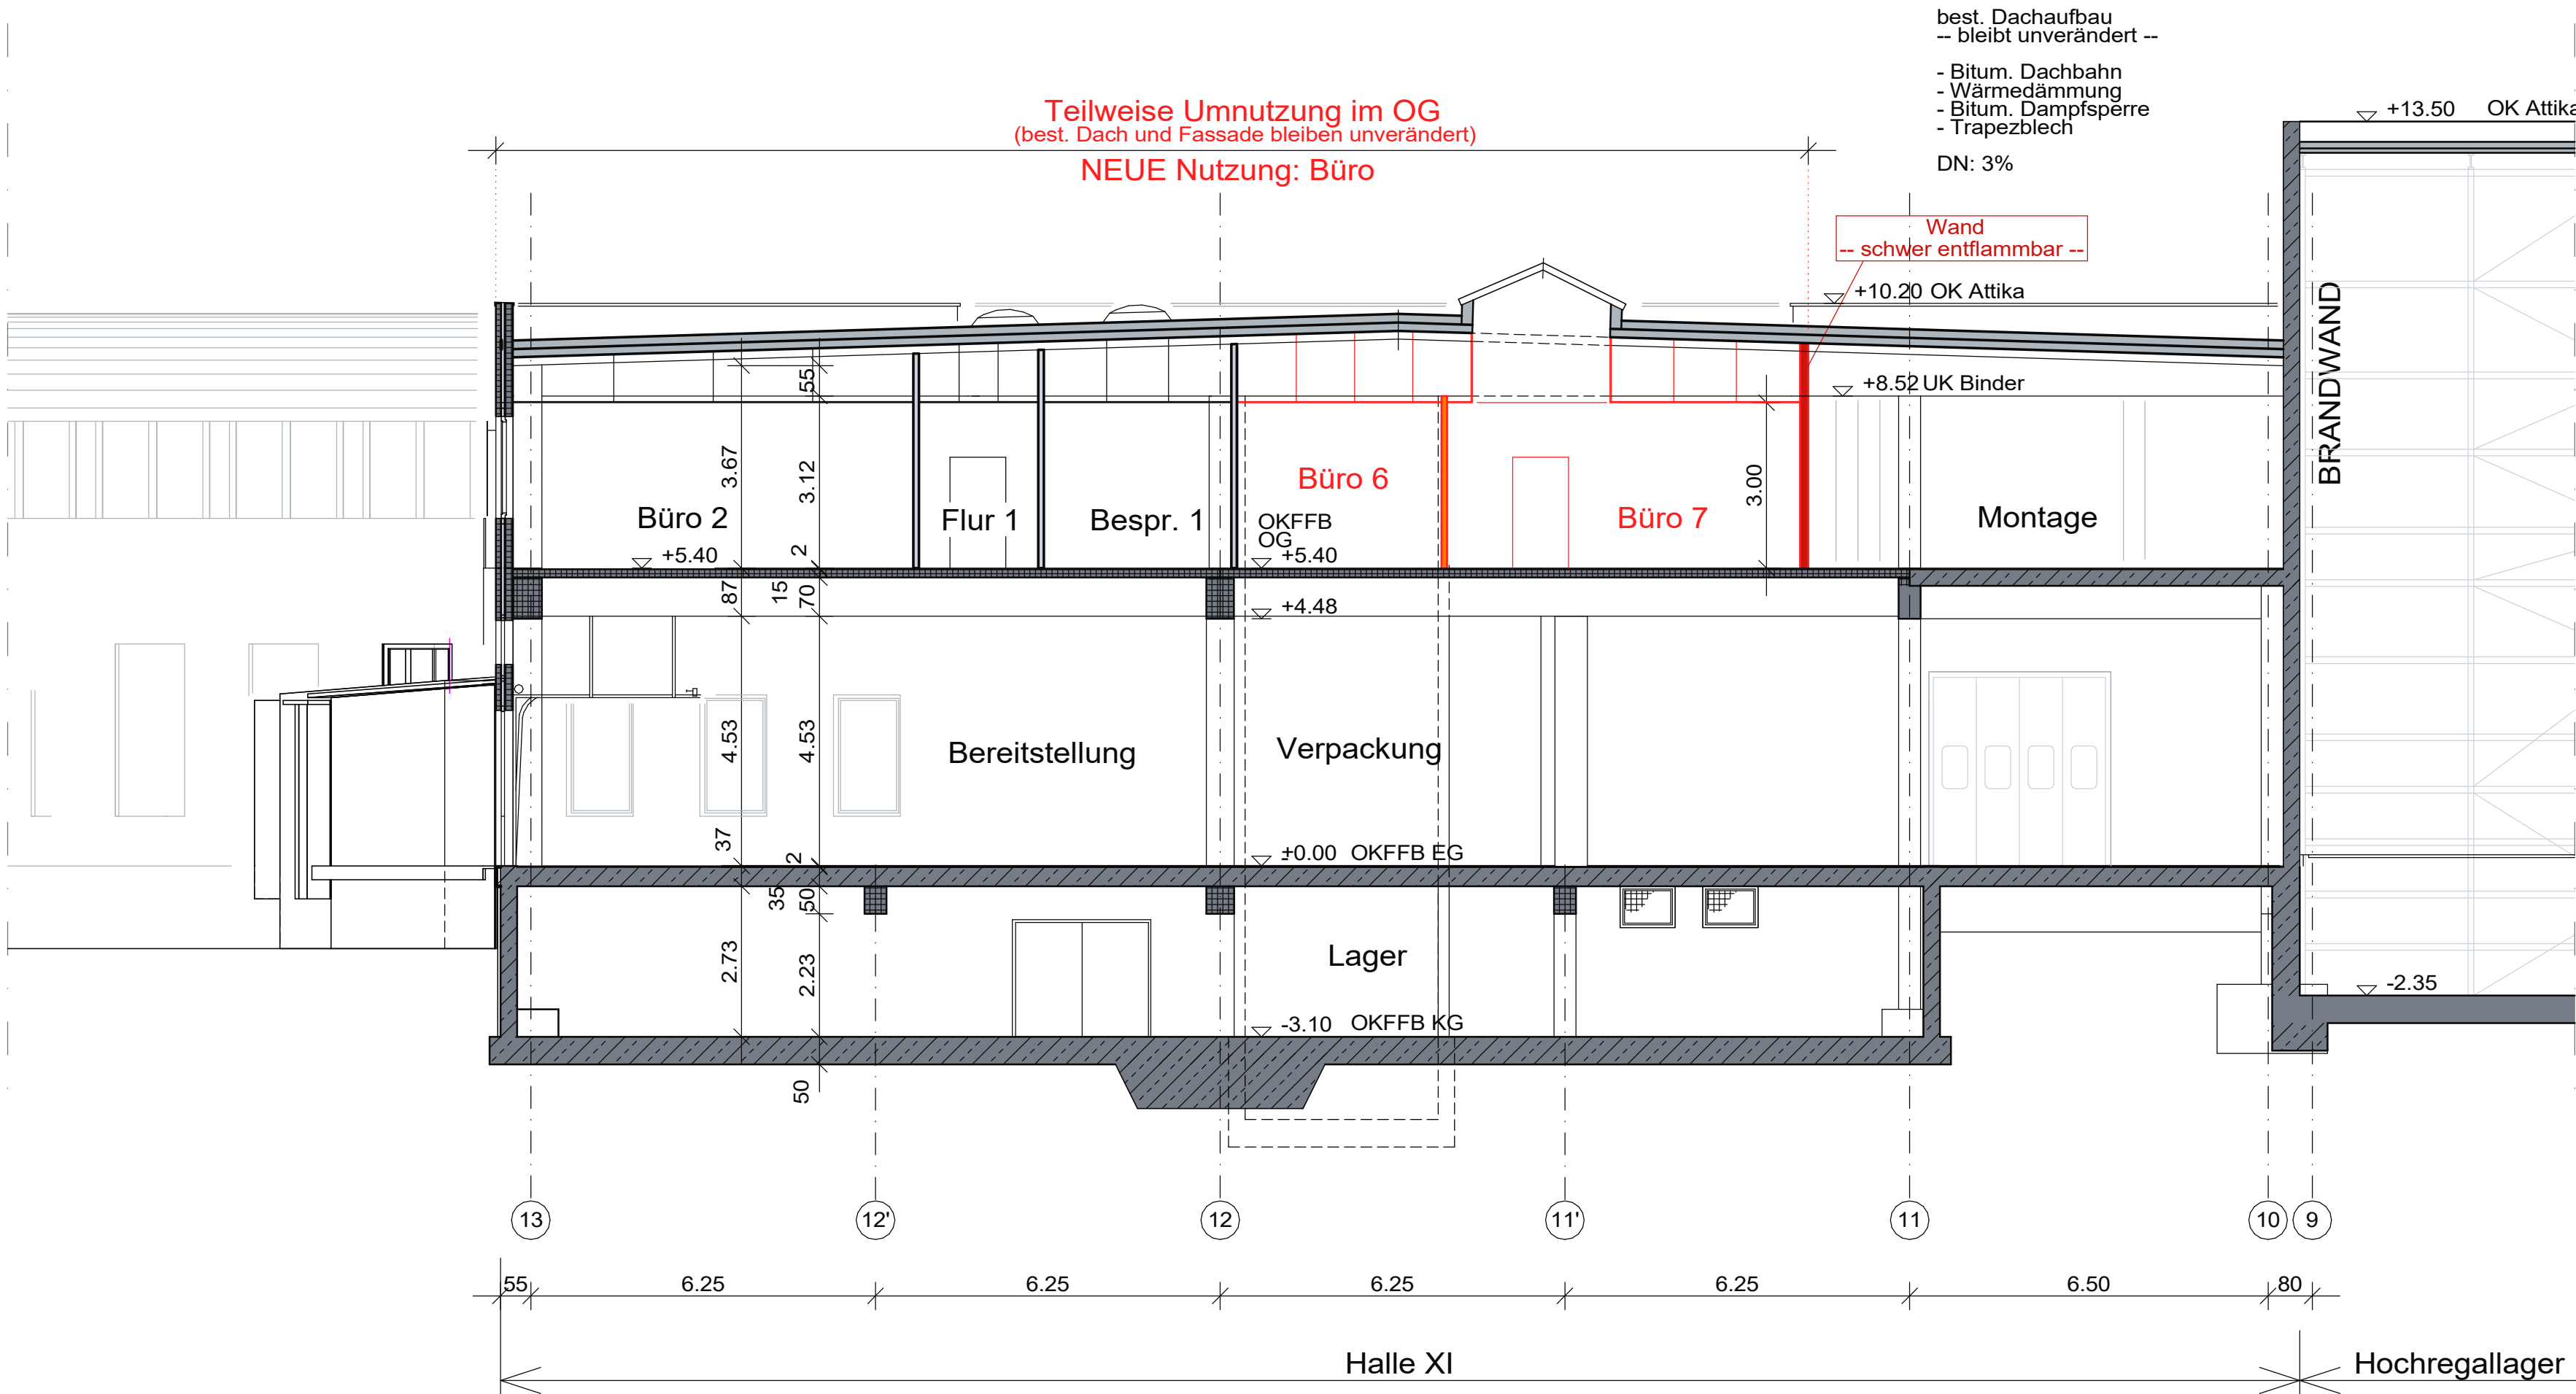 best. Dachaufbau
-- bleibt unverändert --
- Bitum. Dachbahn
- Wärmedämmung
- Bitum. Dampfsperre
- Trapezblech
DN: 3%
+13.50 OK Attika
Teilweise Umnutzung im OG
(best. Dach und Fassade bleiben unverändert)
NEUE Nutzung: Büro
Wand
-- schwer entflammbar --
+10.20 OK Attika
+8.52 UK Binder
BRANDWAND
55
3.67
3.12
3.00
Büro 2
Flur 1
Bespr. 1
Büro 6
Büro 7
Montage
OKFFB
OG
+5.40
+5.40
2
87
15
70
+4.48
4.53
4.53
Bereitstellung
Verpackung
37
2
±0.00 OKFFB EG
35
50
2.73
2.23
Lager
-2.35
-3.10 OKFFB KG
50
13
12'
12
11'
11
10
9
55
6.25
6.25
6.25
6.25
6.50
80
Halle XI
Hochregallager